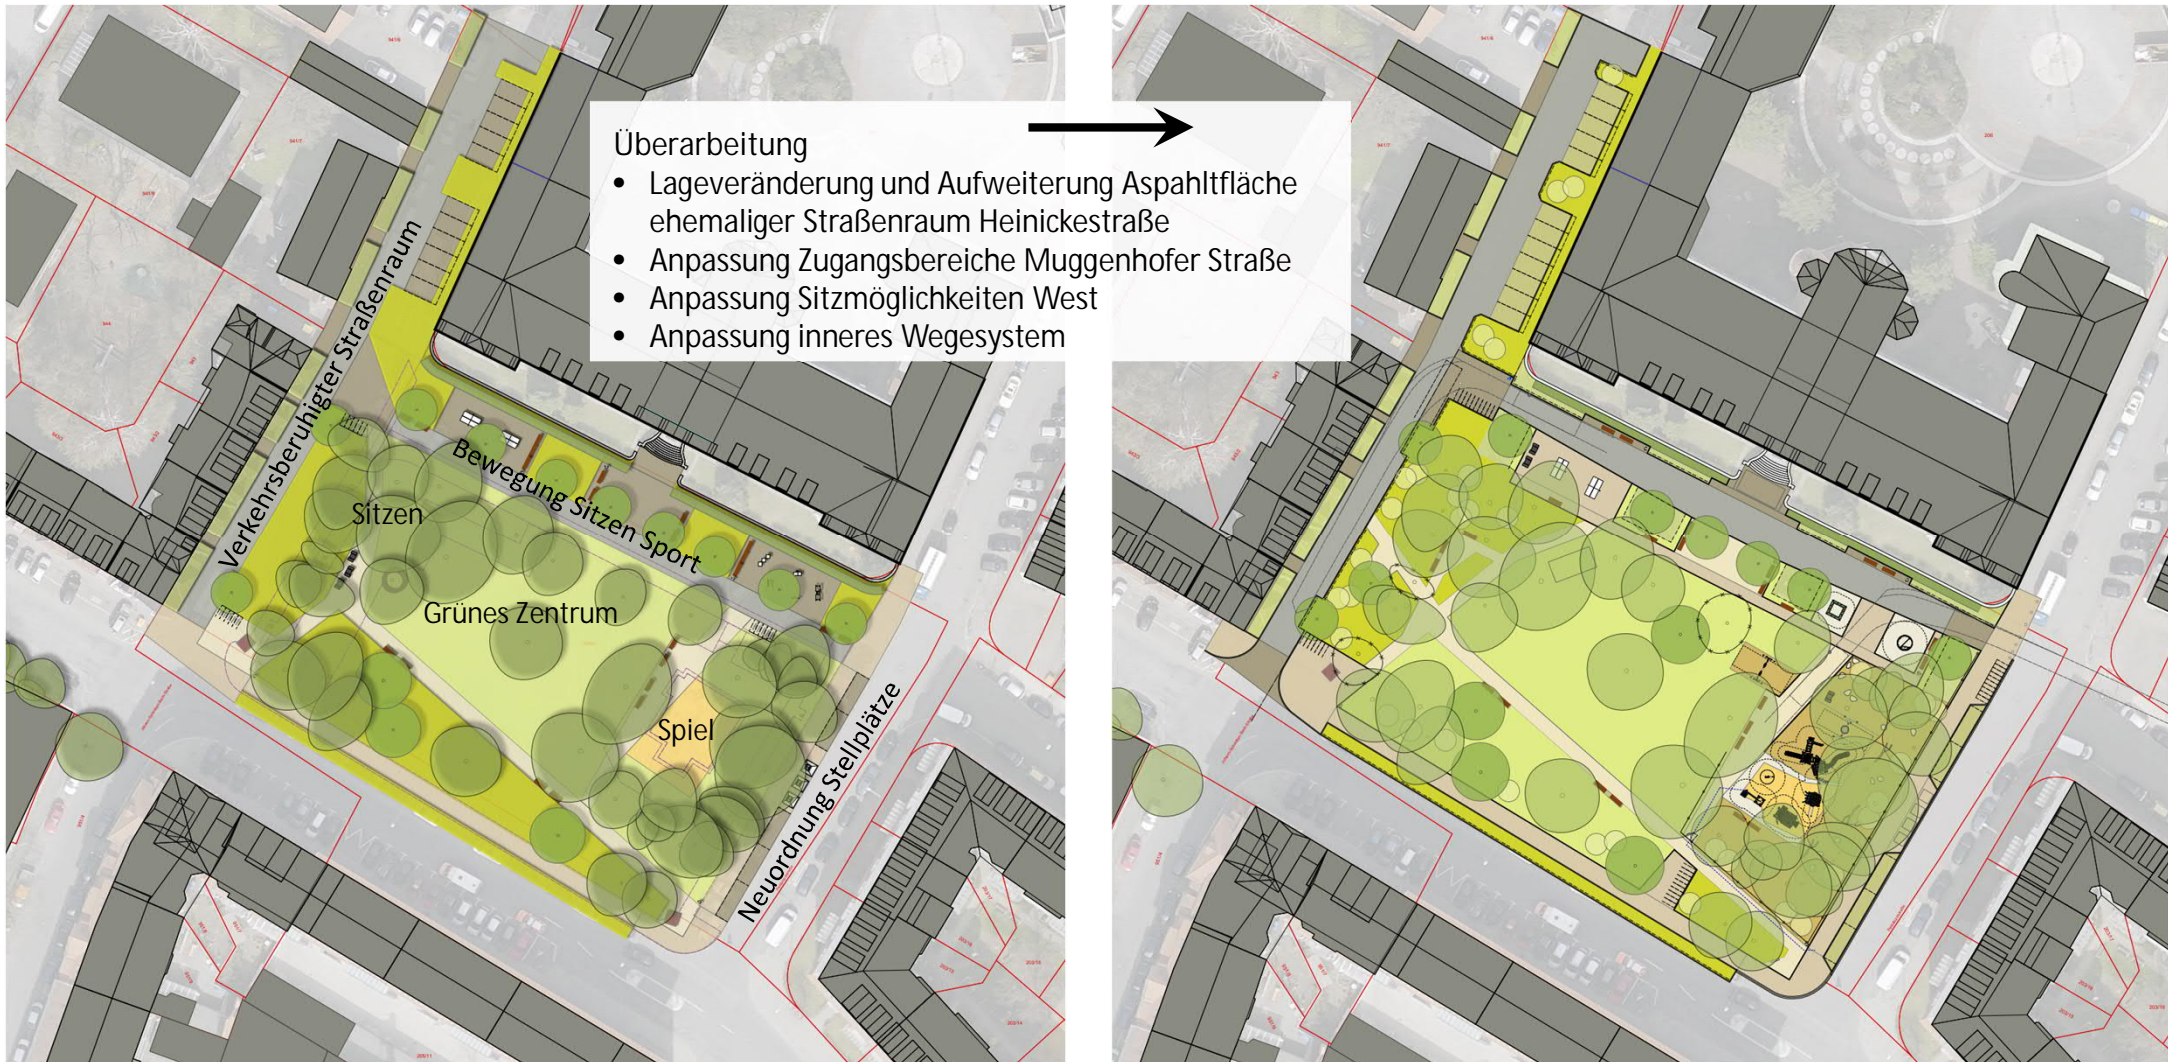 Überarbeitung
• Lageveränderung und Aufweiterung Aspahltfläche
ehemaliger Straßenraum Heinickestraße
• Anpassung Zugangsbereiche Muggenhofer Straße
• Anpassung Sitzmöglichkeiten West
• Anpassung inneres Wegesystem
Verkehrsberuhigter Straßenraum
Bewegung Sitzen Sport
Sitzen
Grünes Zentrum
Spiel
Neuordnung Stellplätze